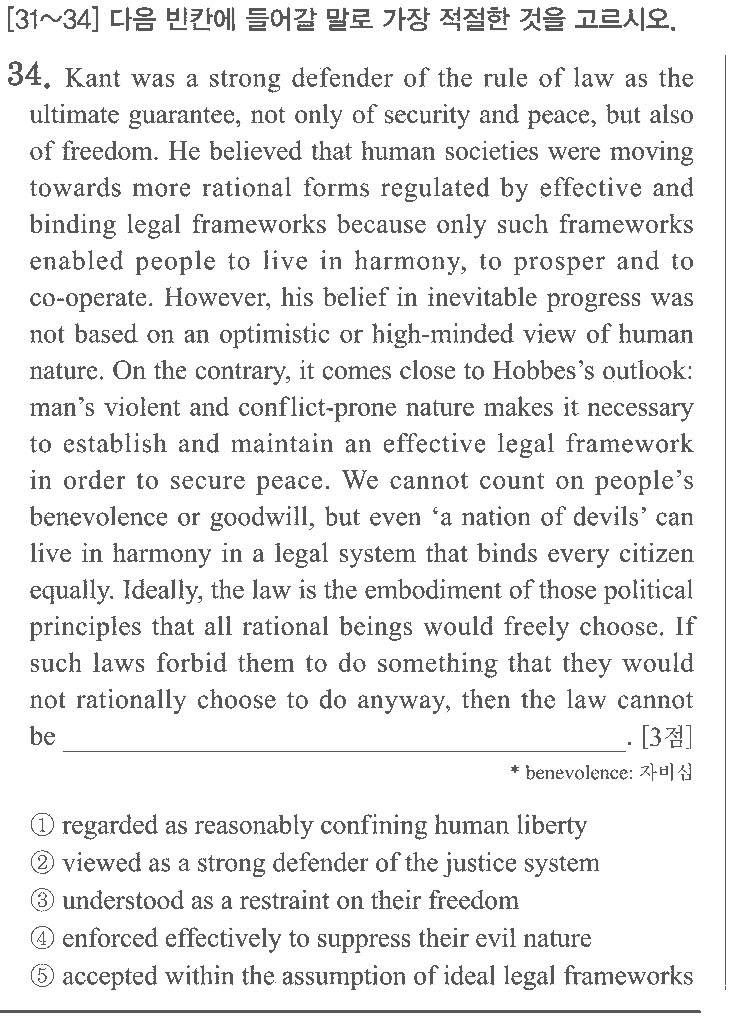 [31～34] 다음 빈칸에 들어갈 말로 가장 적절한 것을 고르시오.
34. Kant was a strong defender of the rule of law as the
ultimate guarantee, not only of security and peace, but also
of freedom. He believed that human societies were moving
towards more rational forms regulated by effective and
binding legal frameworks because only such frameworks
enabled people to live in harmony, to prosper and to
co-operate. However, his belief in inevitable progress was
not based on an optimistic or high-minded view of human
nature. On the contrary, it comes close to Hobbes's outlook:
man's violent and conflict-prone nature makes it necessary
to establish and maintain an effective legal framework
in order to secure peace. We cannot count on people's
benevolence or goodwill, but even ‘a nation of devils’ can
live in harmony in a legal system that binds every citizen
equally. Ideally, the law is the embodiment of those political
principles that all rational beings would freely choose. If
such laws forbid them to do something that they would
not rationally choose to do anyway, then the law cannot
be ______________________. [3점]
* benevolence: 자비심
① regarded as reasonably confining human liberty
② viewed as a strong defender of the justice system
③ understood as a restraint on their freedom
④ enforced effectively to suppress their evil nature
⑤ accepted within the assumption of ideal legal frameworks